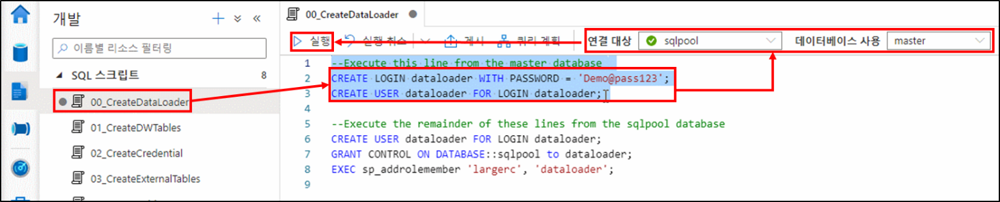 개발
이름별 리소스 필터링
SQL 스크립트 8
00_CreateDataLoader
01_CreateDWTables
02_CreateCredential
03_CreateExternalTables
00_CreateDataLoader
실행 실행 취소 게시 쿼리 계획 연결 대상 sqlpool 데이터베이스 사용 master
1 --Execute this line from the master database
2 CREATE LOGIN dataloader WITH PASSWORD = 'Demo@pass123';
3 CREATE USER dataloader FOR LOGIN dataloader;
4
5 --Execute the remainder of these lines from the sqlpool database
6 CREATE USER dataloader FOR LOGIN dataloader;
7 GRANT CONTROL ON DATABASE::sqlpool to dataloader;
8 EXEC sp_addrolemember 'largerc', 'dataloader';
9